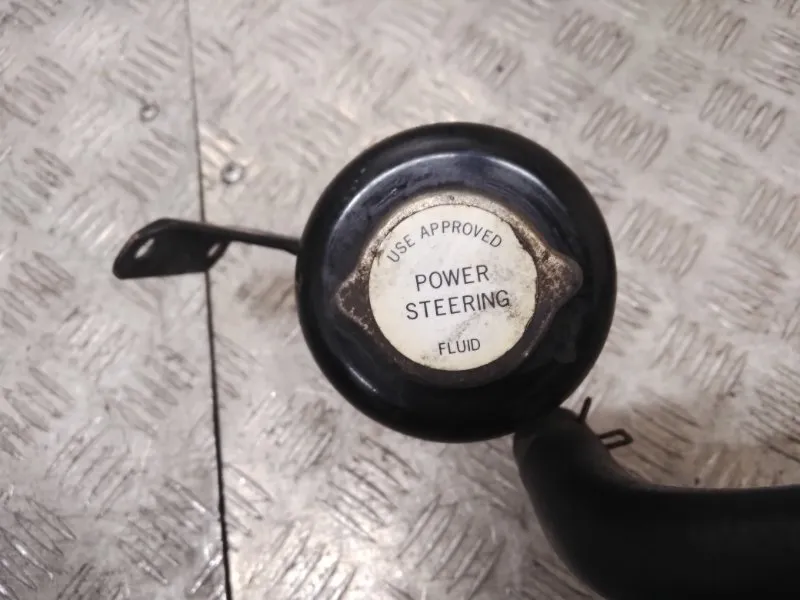 USE APPROVED
POWER
STEERING
FLUID